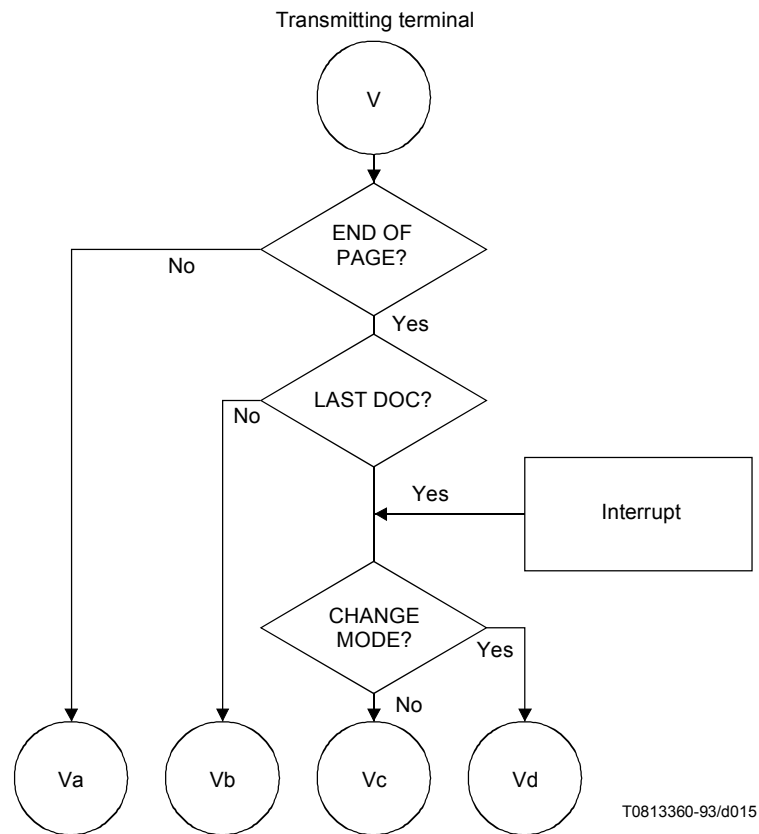 Transmitting terminal
V
END OF
PAGE?
No
Yes
LAST DOC?
No
Yes
Interrupt
CHANGE
MODE?
Yes
No
Va
Vb
Vc
Vd
T0813360-93/d015